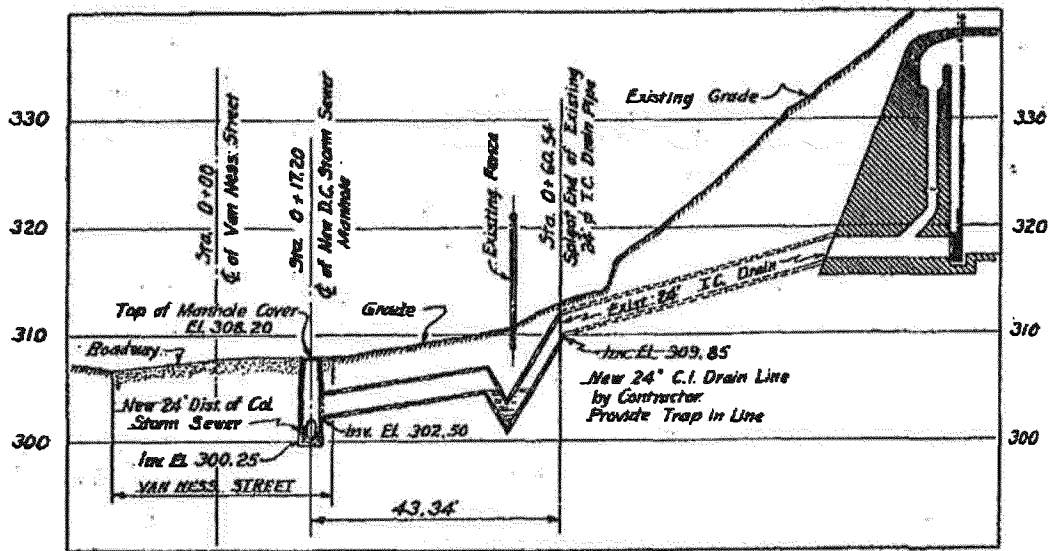 330
320
310
300
330
320
310
300
Sta. 0+00
℄ of Van Ness Street
Sta. 0+17.20
℄ of New D.C. Storm Sewer
Manhole
Existing Fence
Sta. 0+60.54
Spigot End of Existing
24"ø T.C. Drain Pipe
Existing Grade
Exist. 24" T.C. Drain
Top of Manhole Cover
El. 308.20
Grade
Roadway
New 24" Dist. of Col.
Storm Sewer
Inv. El. 300.25
VAN NESS STREET
Inv. El. 302.50
Inv. El. 309.85
New 24" C.I. Drain Line
by Contractor.
Provide Trap in Line
43.34'